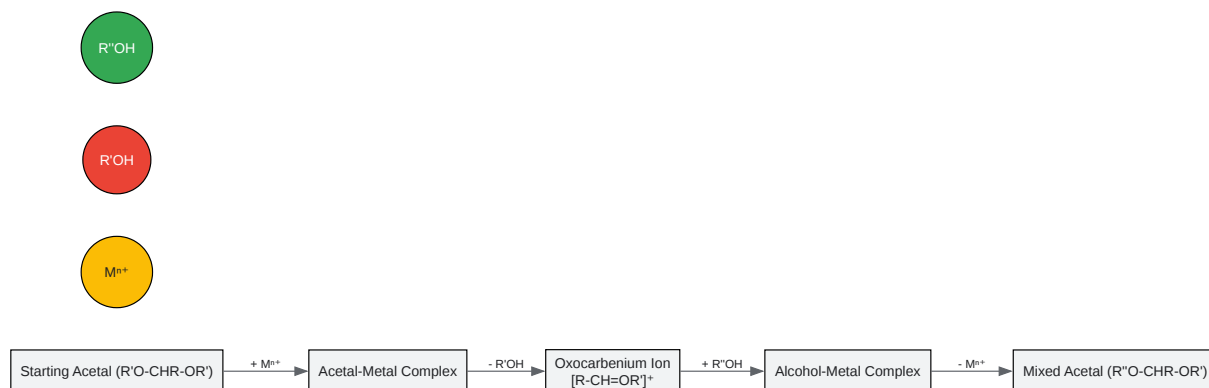 R''OH
R'OH
Mⁿ⁺
Starting Acetal (R'O-CHR-OR')
+ Mⁿ⁺
Acetal-Metal Complex
- R'OH
Oxocarbenium Ion
[R-CH=OR']⁺
+ R''OH
Alcohol-Metal Complex
- Mⁿ⁺
Mixed Acetal (R''O-CHR-OR')